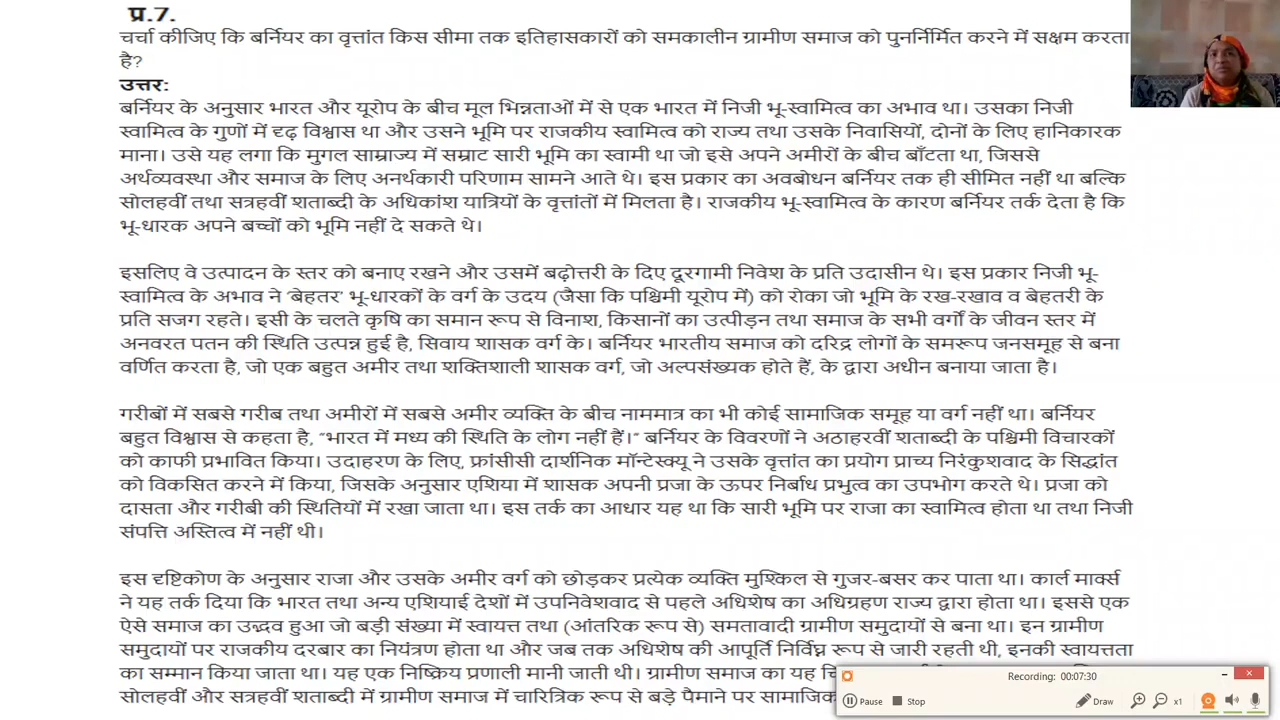 प्र.7.
चर्चा कीजिए कि बर्नियर का वृत्तांत किस सीमा तक इतिहासकारों को समकालीन ग्रामीण समाज को पुनर्निर्मित करने में सक्षम करता
है?
उत्तर:
बर्नियर के अनुसार भारत और यूरोप के बीच मूल भिन्नताओं में से एक भारत में निजी भू-स्वामित्व का अभाव था। उसका निजी
स्वामित्व के गुणों में दृढ़ विश्वास था और उसने भूमि पर राजकीय स्वामित्व को राज्य तथा उसके निवासियों, दोनों के लिए हानिकारक
माना। उसे यह लगा कि मुगल साम्राज्य में सम्राट सारी भूमि का स्वामी था जो इसे अपने अमीरों के बीच बाँटता था, जिससे
अर्थव्यवस्था और समाज के लिए अनर्थकारी परिणाम सामने आते थे। इस प्रकार का अवबोधन बर्नियर तक ही सीमित नहीं था बल्कि
सोलहवीं तथा सत्रहवीं शताब्दी के अधिकांश यात्रियों के वृत्तांतों में मिलता है। राजकीय भू-स्वामित्व के कारण बर्नियर तर्क देता है कि
भू-धारक अपने बच्चों को भूमि नहीं दे सकते थे।
इसलिए वे उत्पादन के स्तर को बनाए रखने और उसमें बढ़ोत्तरी के दिए दूरगामी निवेश के प्रति उदासीन थे। इस प्रकार निजी भू-
स्वामित्व के अभाव ने ‘बेहतर’ भू-धारकों के वर्ग के उदय (जैसा कि पश्चिमी यूरोप में) को रोका जो भूमि के रख-रखाव व बेहतरी के
प्रति सजग रहते। इसी के चलते कृषि का समान रूप से विनाश, किसानों का उत्पीड़न तथा समाज के सभी वर्गों के जीवन स्तर में
अनवरत पतन की स्थिति उत्पन्न हुई है, सिवाय शासक वर्ग के। बर्नियर भारतीय समाज को दरिद्र लोगों के समरूप जनसमूह से बना
वर्णित करता है, जो एक बहुत अमीर तथा शक्तिशाली शासक वर्ग, जो अल्पसंख्यक होते हैं, के द्वारा अधीन बनाया जाता है।
गरीबों में सबसे गरीब तथा अमीरों में सबसे अमीर व्यक्ति के बीच नाममात्र का भी कोई सामाजिक समूह या वर्ग नहीं था। बर्नियर
बहुत विश्वास से कहता है, “भारत में मध्य की स्थिति के लोग नहीं हैं।” बर्नियर के विवरणों ने अठाहरवीं शताब्दी के पश्चिमी विचारकों
को काफी प्रभावित किया। उदाहरण के लिए, फ्रांसीसी दार्शनिक मॉन्टेस्क्यू ने उसके वृत्तांत का प्रयोग प्राच्य निरंकुशवाद के सिद्धांत
को विकसित करने में किया, जिसके अनुसार एशिया में शासक अपनी प्रजा के ऊपर निर्बाध प्रभुत्व का उपभोग करते थे। प्रजा को
दासता और गरीबी की स्थितियों में रखा जाता था। इस तर्क का आधार यह था कि सारी भूमि पर राजा का स्वामित्व होता था तथा निजी
संपत्ति अस्तित्व में नहीं थी।
इस दृष्टिकोण के अनुसार राजा और उसके अमीर वर्ग को छोड़कर प्रत्येक व्यक्ति मुश्किल से गुजर-बसर कर पाता था। कार्ल मार्क्स
ने यह तर्क दिया कि भारत तथा अन्य एशियाई देशों में उपनिवेशवाद से पहले अधिशेष का अधिग्रहण राज्य द्वारा होता था। इससे एक
ऐसे समाज का उद्भव हुआ जो बड़ी संख्या में स्वायत्त तथा (आंतरिक रूप से) समतावादी ग्रामीण समुदायों से बना था। इन ग्रामीण
समुदायों पर राजकीय दरबार का नियंत्रण होता था और जब तक अधिशेष की आपूर्ति निर्विघ्न रूप से जारी रहती थी, इनकी स्वायत्तता
का सम्मान किया जाता था। यह एक निष्क्रिय प्रणाली मानी जाती थी। ग्रामीण समाज का यह
सोलहवीं और सत्रहवीं शताब्दी में ग्रामीण समाज में चारित्रिक रूप से बड़े पैमाने पर
Recording: 00:07:30
Pause Stop Draw x1